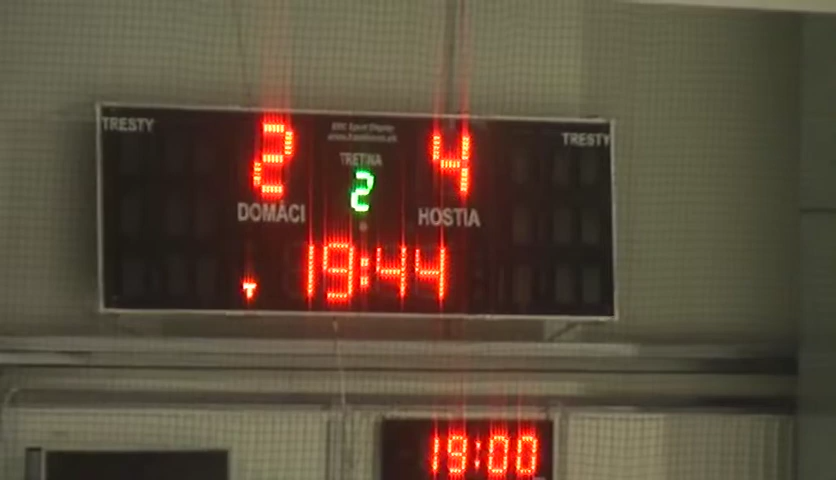 TRESTY
TRETINA
TRESTY
2
2
4
DOMÁCI
HOSTIA
T
19:44
19:00